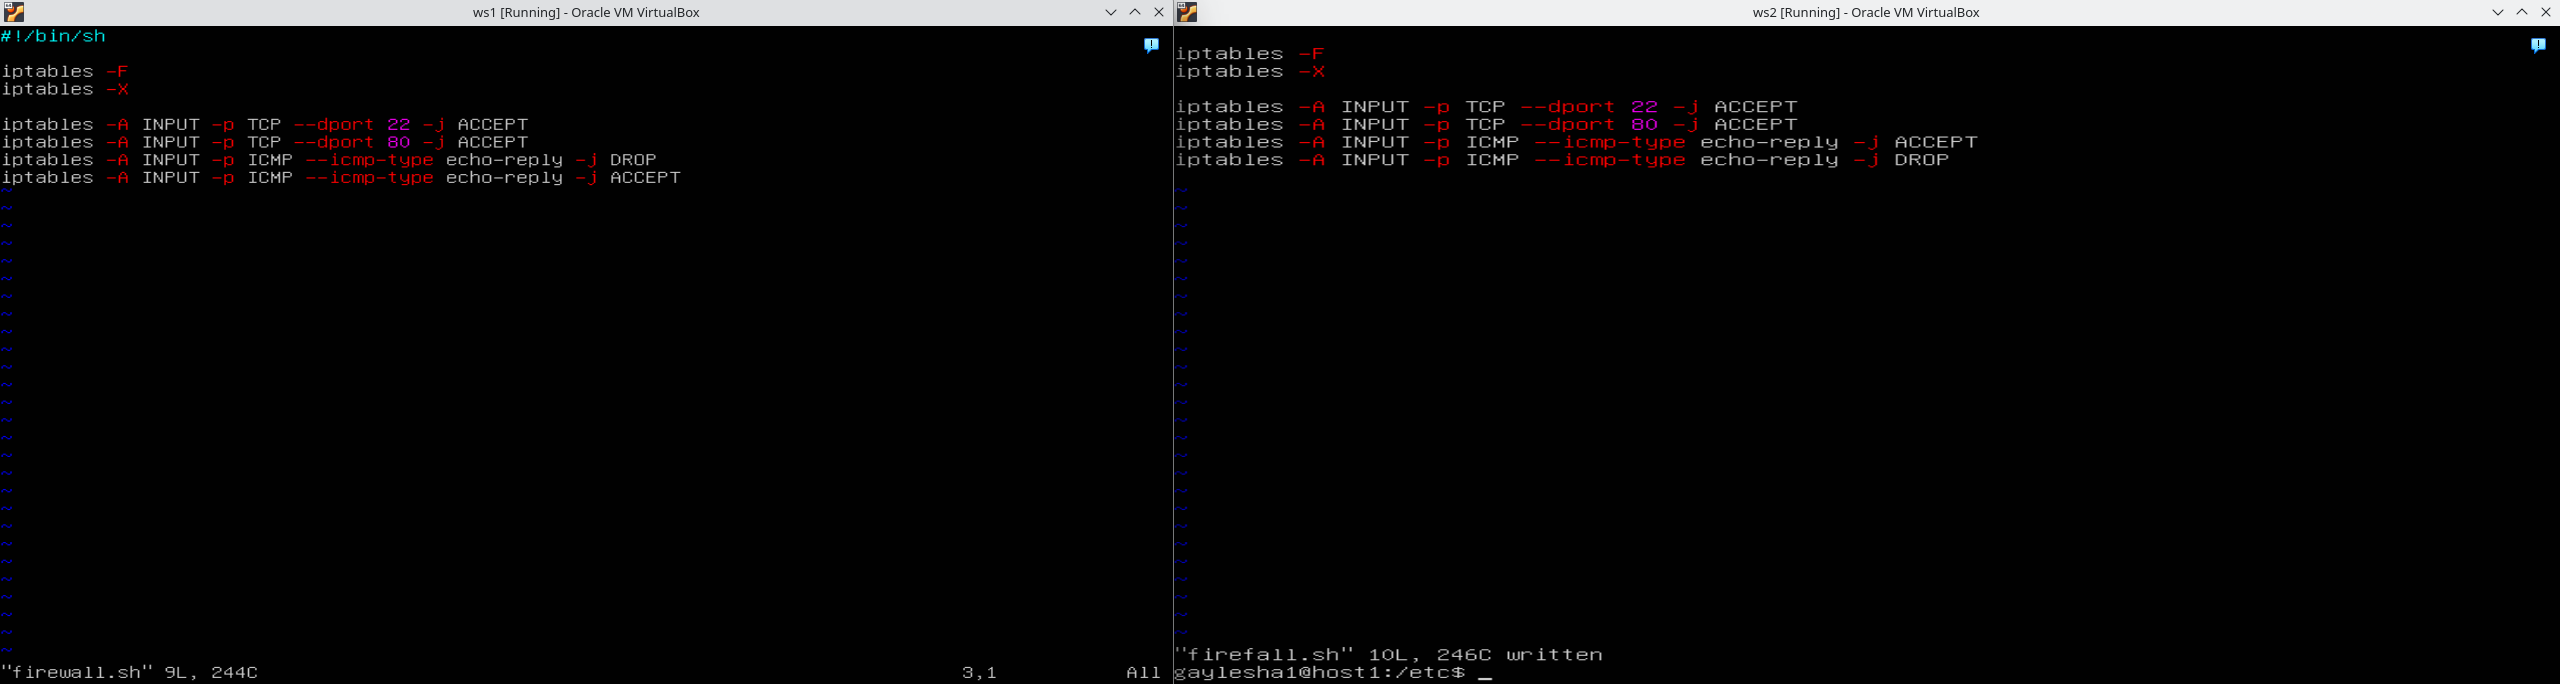 ws1 [Running] - Oracle VM VirtualBox
#!/bin/sh
iptables -F
iptables -X
iptables -A INPUT -p TCP --dport 22 -j ACCEPT
iptables -A INPUT -p TCP --dport 80 -j ACCEPT
iptables -A INPUT -p ICMP --icmp-type echo-reply -j DROP
iptables -A INPUT -p ICMP --icmp-type echo-reply -j ACCEPT
"firewall.sh" 9L, 244C 3,1 All
ws2 [Running] - Oracle VM VirtualBox
iptables -F
iptables -X
iptables -A INPUT -p TCP --dport 22 -j ACCEPT
iptables -A INPUT -p TCP --dport 80 -j ACCEPT
iptables -A INPUT -p ICMP --icmp-type echo-reply -j ACCEPT
iptables -A INPUT -p ICMP --icmp-type echo-reply -j DROP
"firefall.sh" 10L, 246C written
gaylesha1@host1:/etc$ _